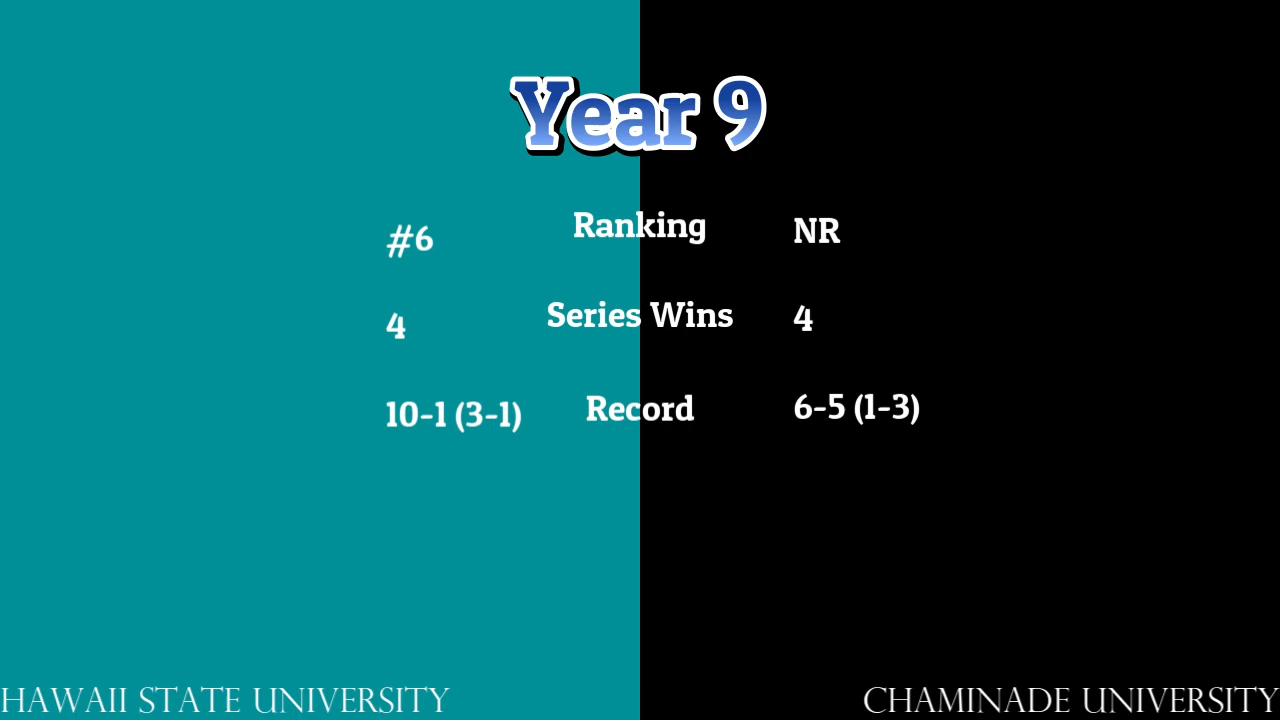 Year 9
#6 Ranking NR
4 Series Wins 4
10-1 (3-1) Record 6-5 (1-3)
HAWAII STATE UNIVERSITY CHAMINADE UNIVERSITY